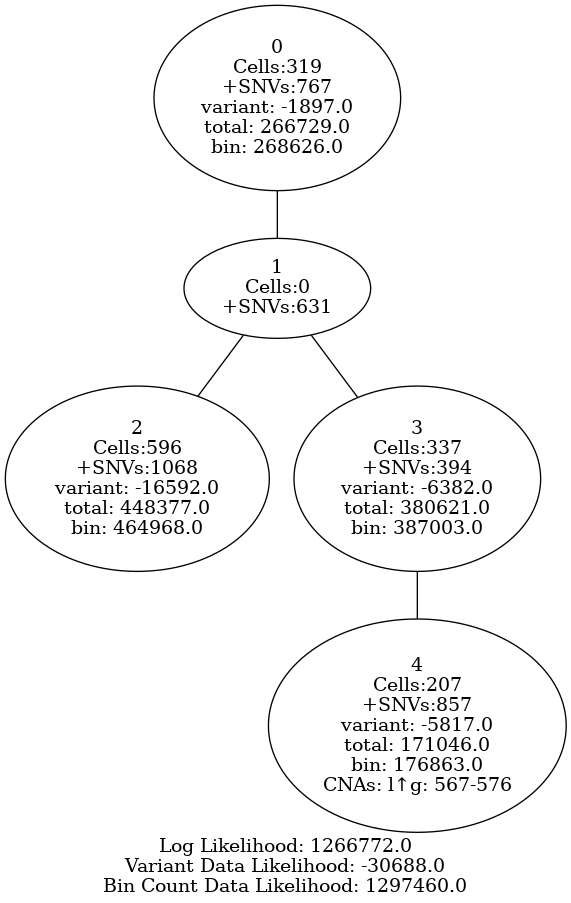 0
Cells:319
+SNVs:767
variant: -1897.0
total: 266729.0
bin: 268626.0
1
Cells:0
+SNVs:631
2
Cells:596
+SNVs:1068
variant: -16592.0
total: 448377.0
bin: 464968.0
3
Cells:337
+SNVs:394
variant: -6382.0
total: 380621.0
bin: 387003.0
4
Cells:207
+SNVs:857
variant: -5817.0
total: 171046.0
bin: 176863.0
CNAs: l↑g: 567-576
Log Likelihood: 1266772.0
Variant Data Likelihood: -30688.0
Bin Count Data Likelihood: 1297460.0